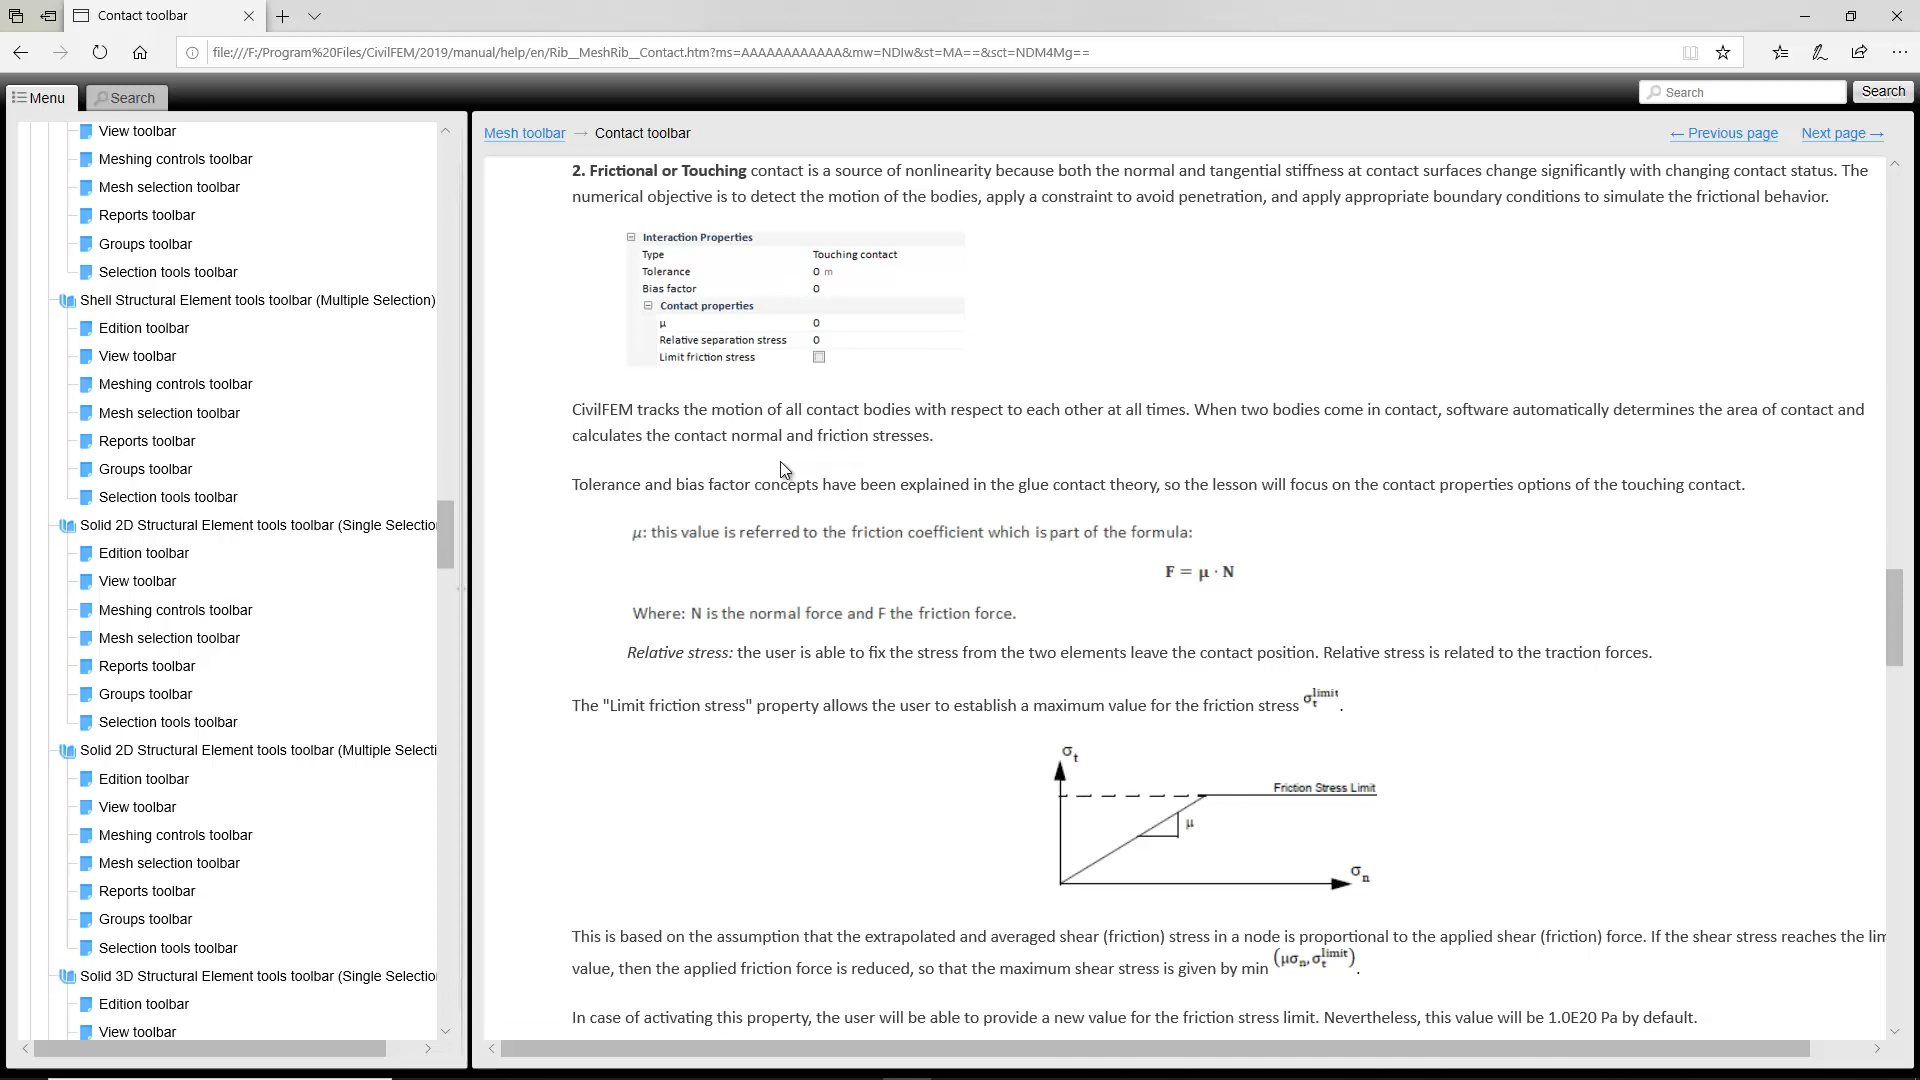 Contact toolbar
file:///F:/Program%20Files/CivilFEM/2019/manual/help/en/Rib__MeshRib__Contact.htm?ms=AAAAAAAAAAAA&mw=NDIw&st=MA==&sct=NDM4Mg==
Menu
Search
Search
Search
View toolbar
Meshing controls toolbar
Mesh selection toolbar
Reports toolbar
Groups toolbar
Selection tools toolbar
Shell Structural Element tools toolbar (Multiple Selection)
Edition toolbar
View toolbar
Meshing controls toolbar
Mesh selection toolbar
Reports toolbar
Groups toolbar
Selection tools toolbar
Solid 2D Structural Element tools toolbar (Single Selectio
Edition toolbar
View toolbar
Meshing controls toolbar
Mesh selection toolbar
Reports toolbar
Groups toolbar
Selection tools toolbar
Solid 2D Structural Element tools toolbar (Multiple Selecti
Edition toolbar
View toolbar
Meshing controls toolbar
Mesh selection toolbar
Reports toolbar
Groups toolbar
Selection tools toolbar
Solid 3D Structural Element tools toolbar (Single Selectio
Edition toolbar
View toolbar
Mesh toolbar → Contact toolbar
← Previous page Next page →
2. Frictional or Touching contact is a source of nonlinearity because both the normal and tangential stiffness at contact surfaces change significantly with changing contact status. The
numerical objective is to detect the motion of the bodies, apply a constraint to avoid penetration, and apply appropriate boundary conditions to simulate the frictional behavior.
Interaction Properties
Type Touching contact
Tolerance 0 m
Bias factor 0
Contact properties
µ 0
Relative separation stress 0
Limit friction stress
CivilFEM tracks the motion of all contact bodies with respect to each other at all times. When two bodies come in contact, software automatically determines the area of contact and
calculates the contact normal and friction stresses.
Tolerance and bias factor concepts have been explained in the glue contact theory, so the lesson will focus on the contact properties options of the touching contact.
μ: this value is referred to the friction coefficient which is part of the formula:
F = μ · N
Where: N is the normal force and F the friction force.
Relative stress: the user is able to fix the stress from the two elements leave the contact position. Relative stress is related to the traction forces.
The "Limit friction stress" property allows the user to establish a maximum value for the friction stress σt^limit.
σt
Friction Stress Limit
μ
σn
This is based on the assumption that the extrapolated and averaged shear (friction) stress in a node is proportional to the applied shear (friction) force. If the shear stress reaches the lim
value, then the applied friction force is reduced, so that the maximum shear stress is given by min (μσn,σt^limit).
In case of activating this property, the user will be able to provide a new value for the friction stress limit. Nevertheless, this value will be 1.0E20 Pa by default.